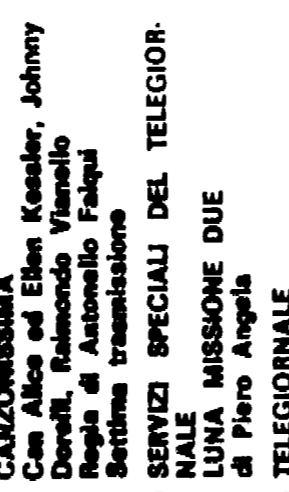 CANZONISSIMA
Con Alice ed Ellen Kessler, Johnny
Dorelli, Raimondo Vianello
Regia di Antonello Falqui
Settima trasmissione
SERVIZI SPECIALI DEL TELEGIOR-
NALE
LUNA MISSIONE DUE
di Piero Angela
TELEGIORNALE